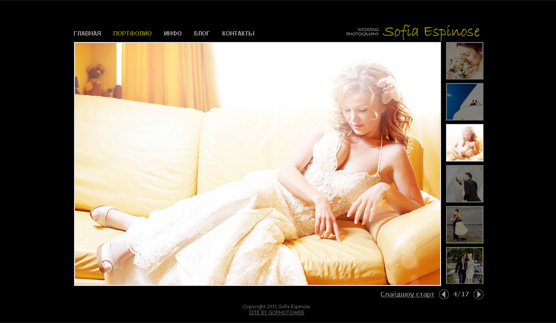 ГЛАВНАЯ ПОРТФОЛИО ИНФО БЛОГ КОНТАКТЫ
WEDDING PHOTOGRAPHY Sofia Espinose
Слайдшоу старт 4/17
Copyright 2011 Sofia Espinose
SITE BY GOPHOTOWEB